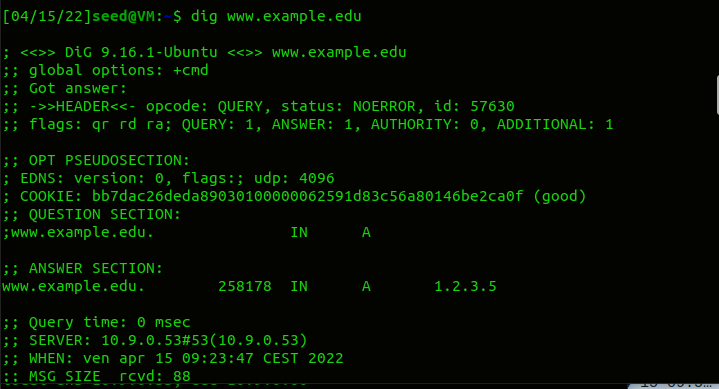 [04/15/22]seed@VM:~$ dig www.example.edu
; <<>> DiG 9.16.1-Ubuntu <<>> www.example.edu
;; global options: +cmd
;; Got answer:
;; ->>HEADER<<- opcode: QUERY, status: NOERROR, id: 57630
;; flags: qr rd ra; QUERY: 1, ANSWER: 1, AUTHORITY: 0, ADDITIONAL: 1
;; OPT PSEUDOSECTION:
; EDNS: version: 0, flags:; udp: 4096
; COOKIE: bb7dac26deda89030100000062591d83c56a80146be2ca0f (good)
;; QUESTION SECTION:
;www.example.edu. IN A
;; ANSWER SECTION:
www.example.edu. 258178 IN A 1.2.3.5
;; Query time: 0 msec
;; SERVER: 10.9.0.53#53(10.9.0.53)
;; WHEN: ven apr 15 09:23:47 CEST 2022
;; MSG SIZE rcvd: 88